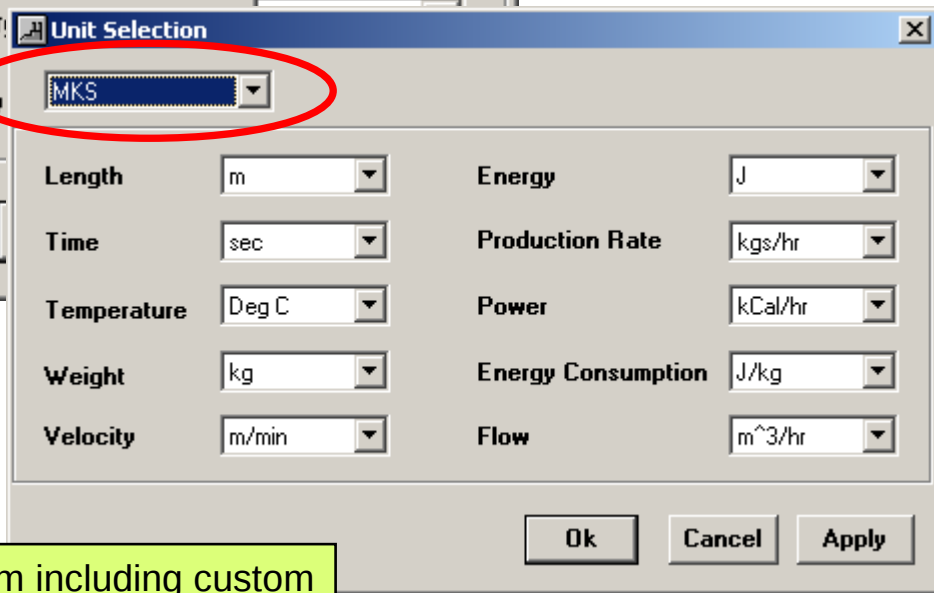 Unit Selection
MKS
Length m Energy J
Time sec Production Rate kgs/hr
Temperature Deg C Power kCal/hr
Weight kg Energy Consumption J/kg
Velocity m/min Flow m^3/hr
Ok Cancel Apply
including custom